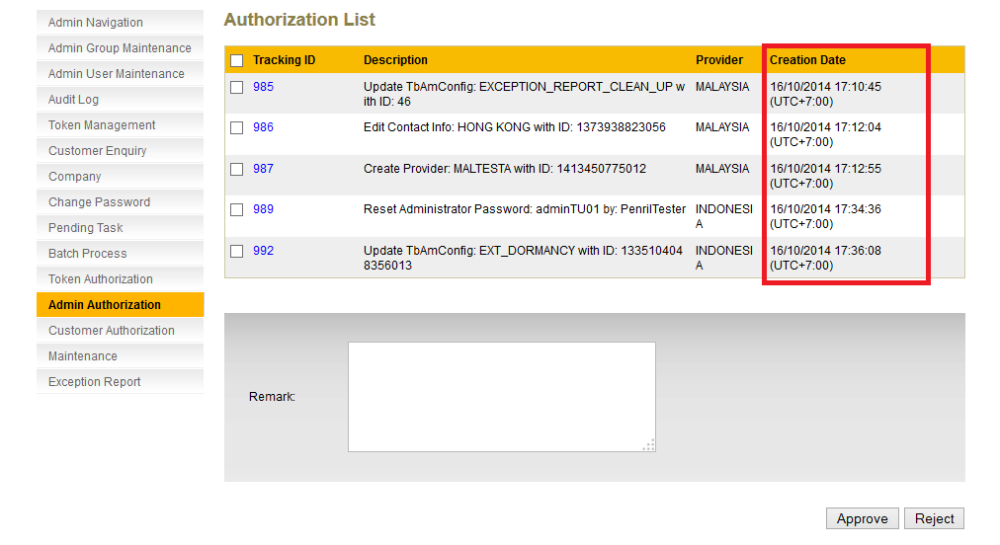 Admin Navigation
Admin Group Maintenance
Admin User Maintenance
Audit Log
Token Management
Customer Enquiry
Company
Change Password
Pending Task
Batch Process
Token Authorization
Admin Authorization
Customer Authorization
Maintenance
Exception Report
Authorization List
Tracking ID Description Provider Creation Date
985 Update TbAmConfig: EXCEPTION_REPORT_CLEAN_UP w MALAYSIA 16/10/2014 17:10:45
ith ID: 46 (UTC+7:00)
986 Edit Contact Info: HONG KONG with ID: 1373938823056 MALAYSIA 16/10/2014 17:12:04
(UTC+7:00)
987 Create Provider: MALTESTA with ID: 1413450775012 MALAYSIA 16/10/2014 17:12:55
(UTC+7:00)
989 Reset Administrator Password: adminTU01 by: PenrilTester INDONESI 16/10/2014 17:34:36
A (UTC+7:00)
992 Update TbAmConfig: EXT_DORMANCY with ID: 133510404 INDONESI 16/10/2014 17:36:08
8356013 A (UTC+7:00)
Remark:
Approve Reject